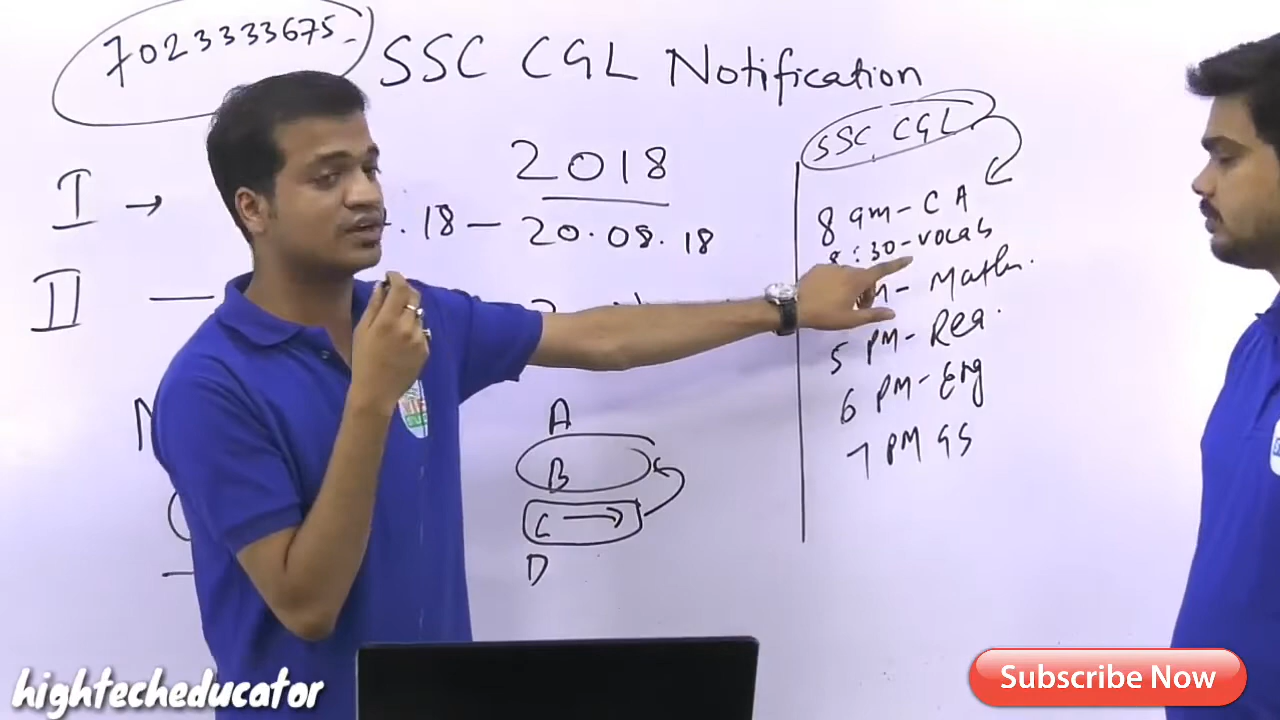 7023333675
SSC CGL Notification
2018
I →
.18 - 20.08.18
II —
A
B
C →
D
SSC CGL
8 am - CA
8:30 - Vocab
m - Maths.
5 PM - Rea.
6 PM - Eng
7 PM GS
hightecheducator
Subscribe Now